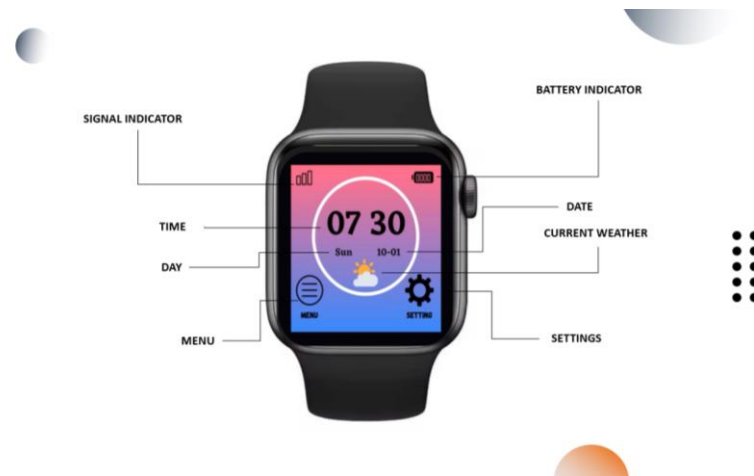 BATTERY INDICATOR
SIGNAL INDICATOR
DATE
TIME
07 30
CURRENT WEATHER
Sun 10-01
DAY
MENU
SETTING
MENU
SETTINGS